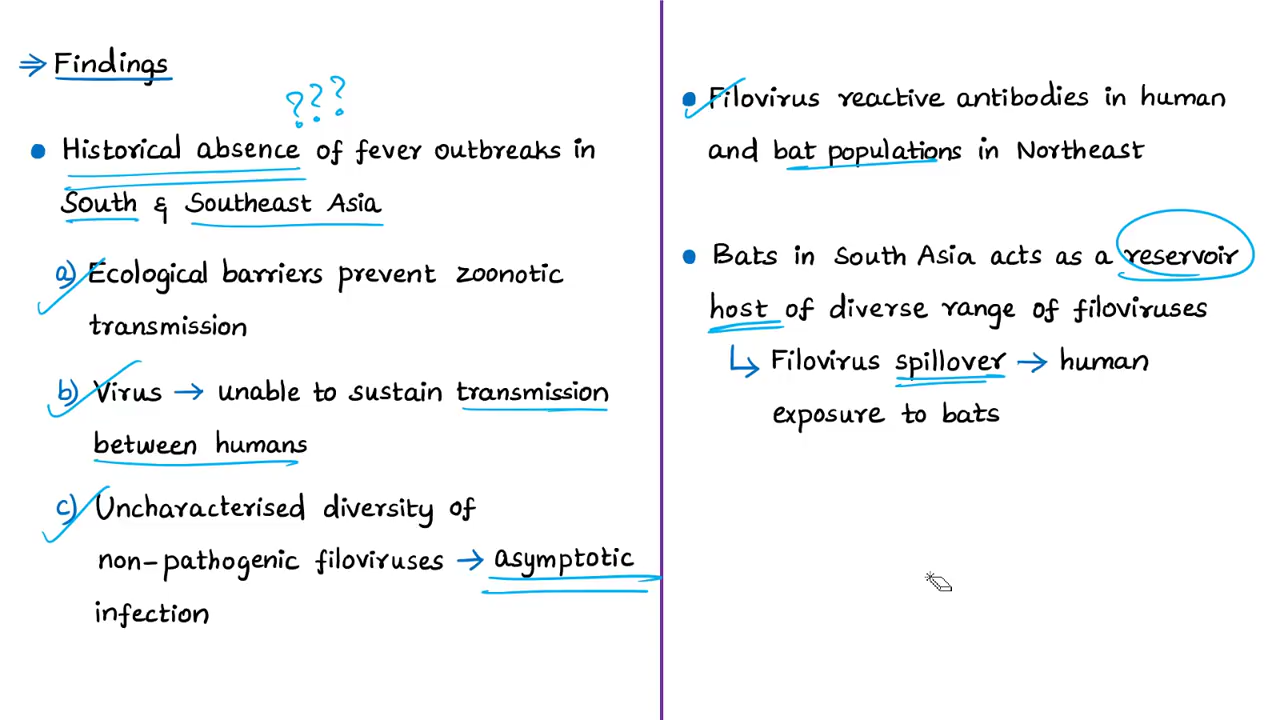 ⇒ Findings
???
• Historical absence of fever outbreaks in
South & Southeast Asia
a) Ecological barriers prevent zoonotic
transmission
b) Virus → unable to sustain transmission
between humans
c) Uncharacterised diversity of
non-pathogenic filoviruses → asymptotic
infection
• Filovirus reactive antibodies in human
and bat populations in Northeast
• Bats in South Asia acts as a reservoir
host of diverse range of filoviruses
↳ Filovirus spillover → human
exposure to bats